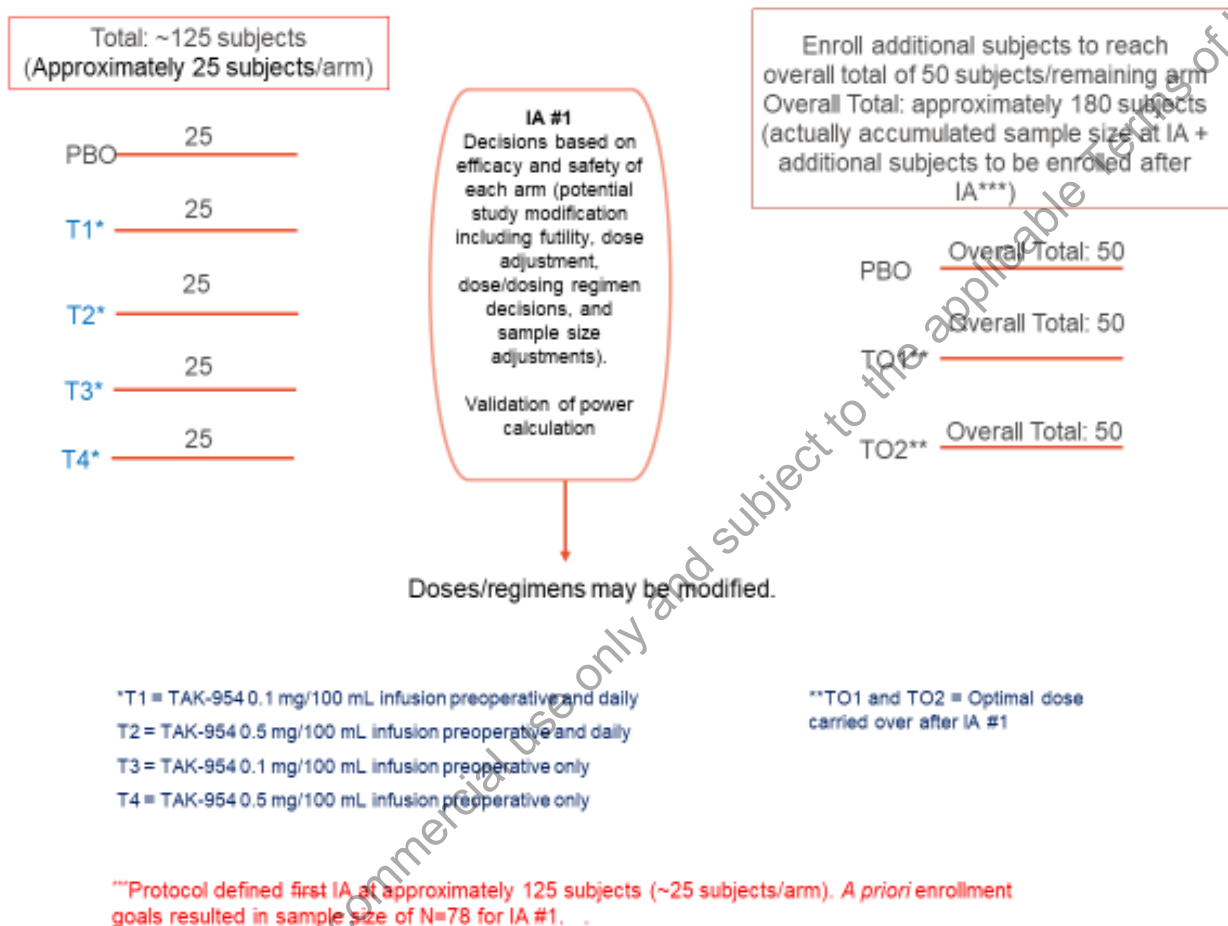 Total: ~125 subjects
(Approximately 25 subjects/arm)
PBO 25
T1* 25
T2* 25
T3* 25
T4* 25
IA #1
Decisions based on
efficacy and safety of
each arm (potential
study modification
including futility, dose
adjustment,
dose/dosing regimen
decisions, and
sample size
adjustments).
Validation of power
calculation
Doses/regimens may be modified.
Enroll additional subjects to reach
overall total of 50 subjects/remaining arm
Overall Total: approximately 180 subjects
(actually accumulated sample size at IA +
additional subjects to be enrolled after
IA***)
PBO Overall Total: 50
TO1** Overall Total: 50
TO2** Overall Total: 50
*T1 = TAK-954 0.1 mg/100 mL infusion preoperative and daily
T2 = TAK-954 0.5 mg/100 mL infusion preoperative and daily
T3 = TAK-954 0.1 mg/100 mL infusion preoperative only
T4 = TAK-954 0.5 mg/100 mL infusion preoperative only
**TO1 and TO2 = Optimal dose
carried over after IA #1
***Protocol defined first IA at approximately 125 subjects (~25 subjects/arm). A priori enrollment
goals resulted in sample size of N=78 for IA #1. .
commercial use only and subject to the applicable Terms of